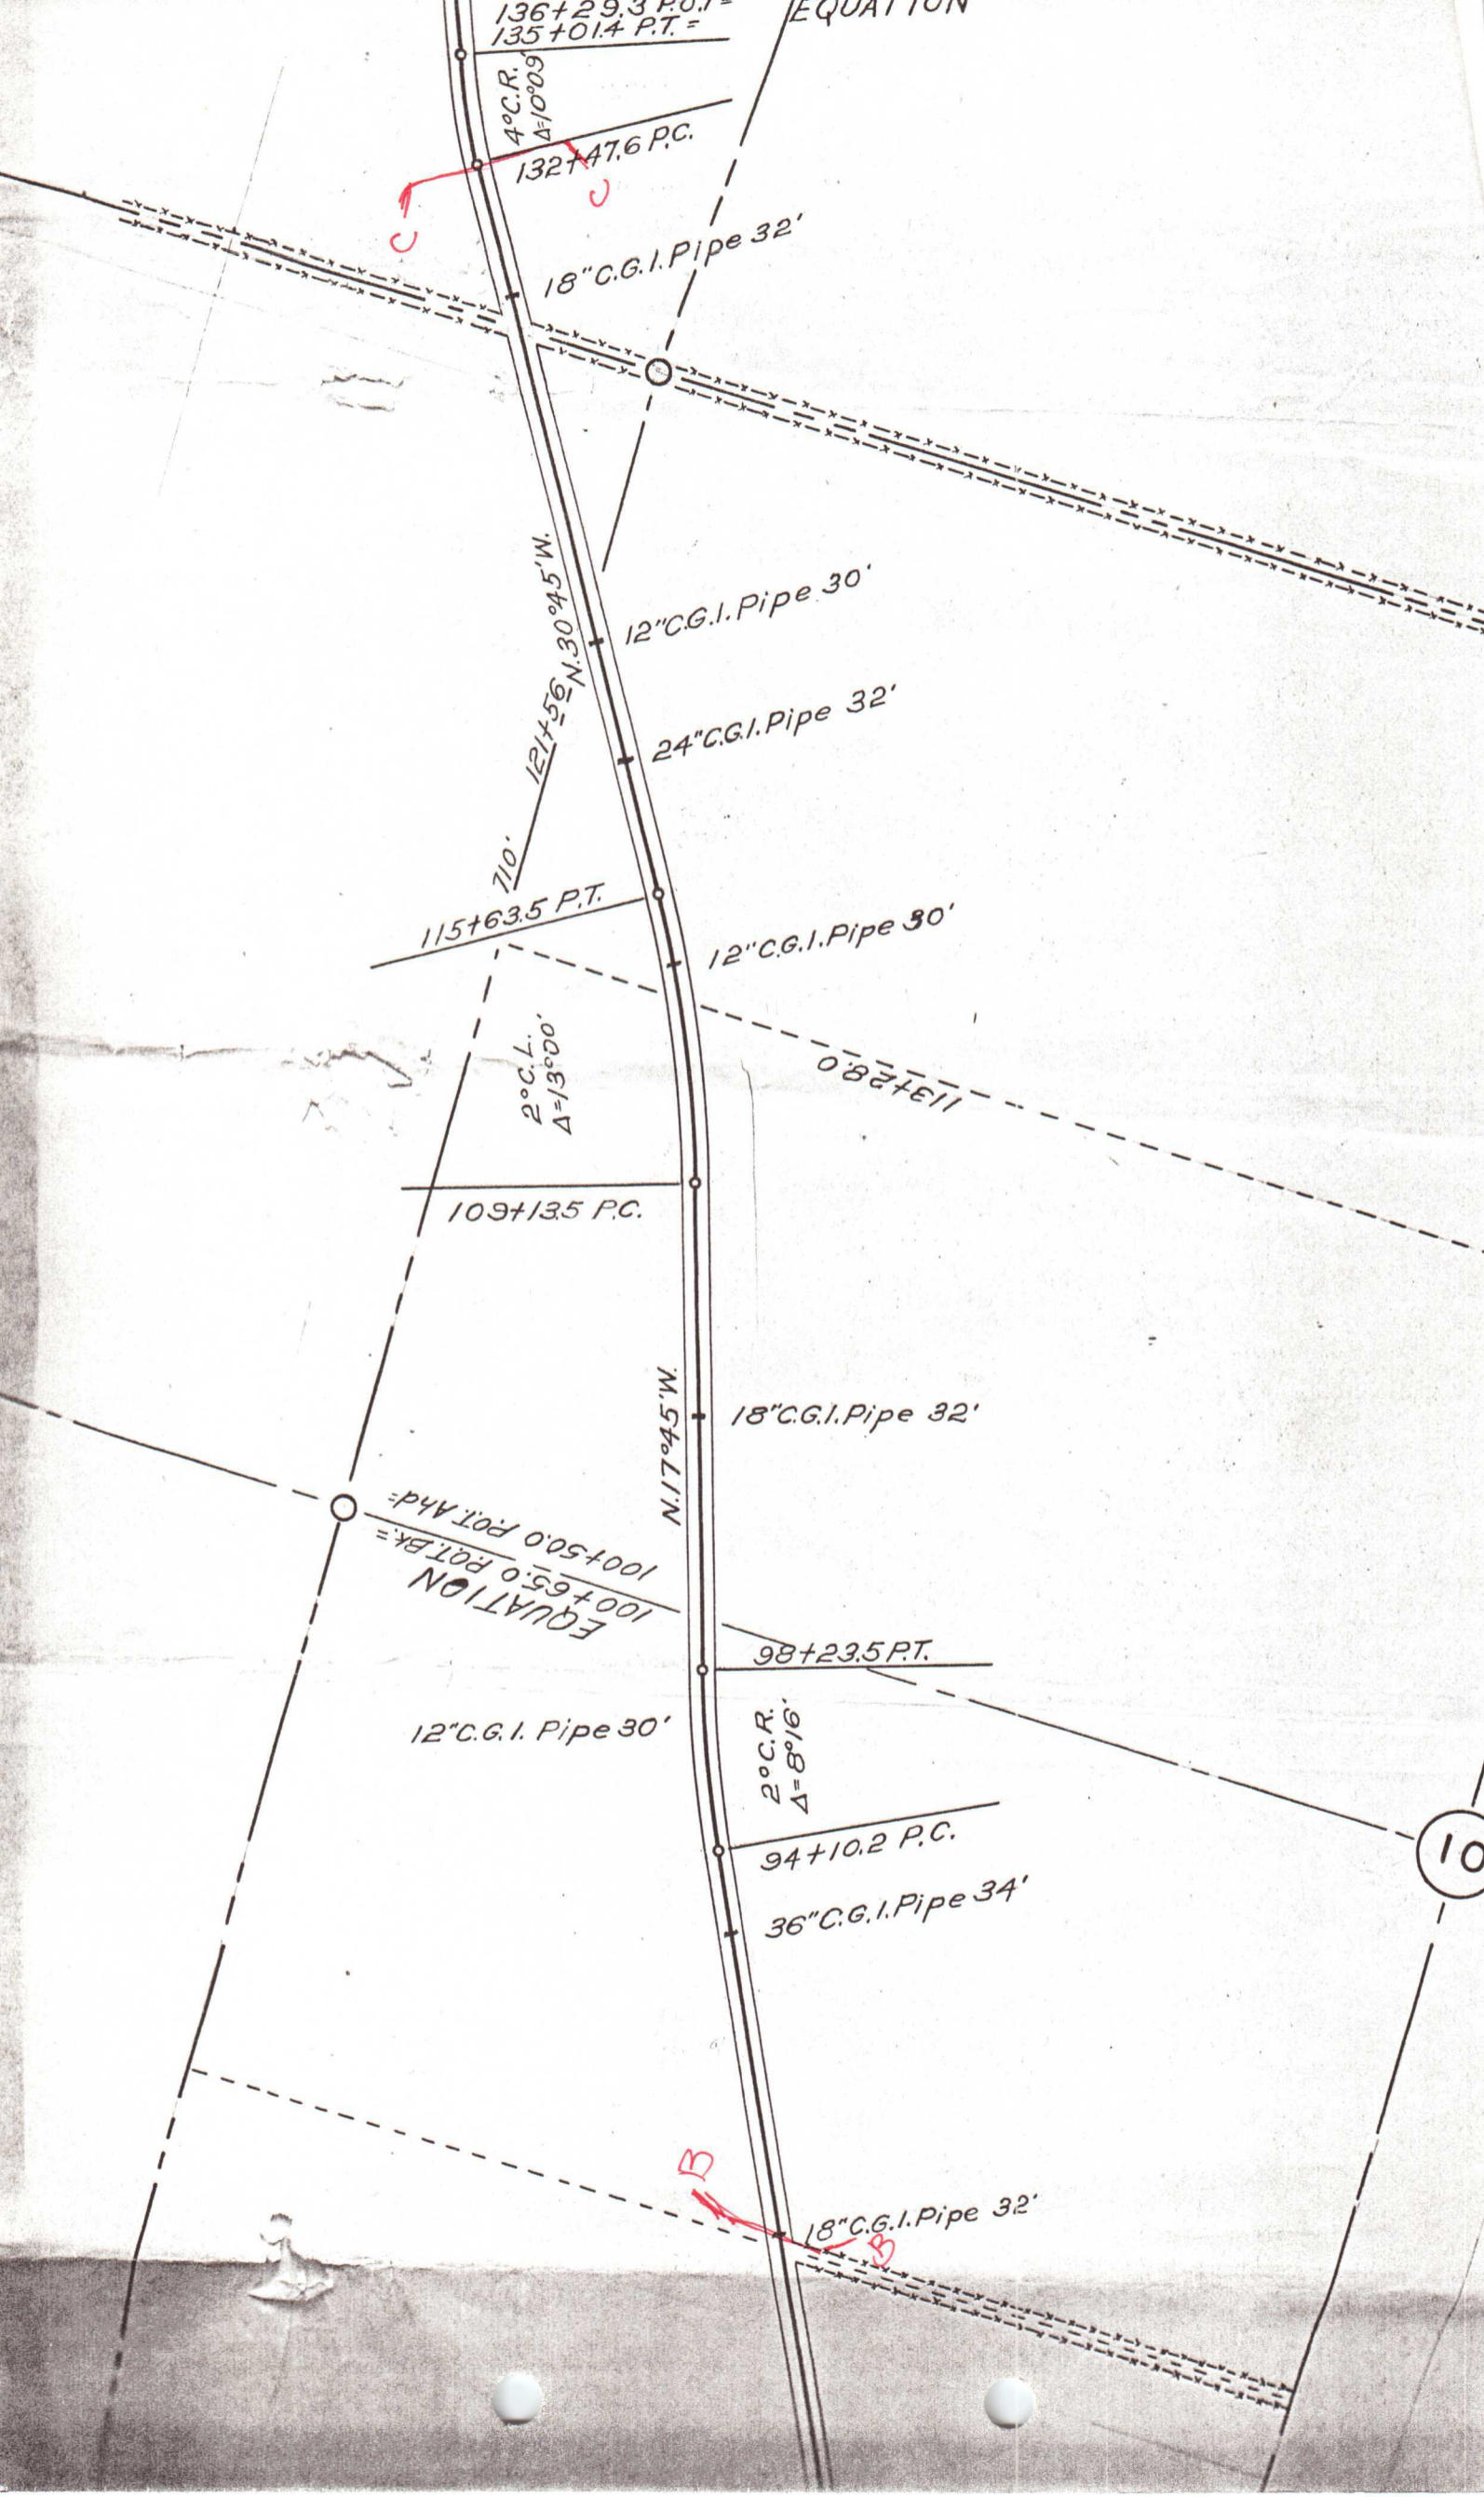 136+29.3 P.O.T=
135+01.4 P.T.=
EQUATION
4°C.R.
Δ=10°09'
132+47.6 P.C.
C
C
18"C.G.I.Pipe 32'
N.30°45'W.
12"C.G.I.Pipe 30'
121+56
24"C.G.I.Pipe 32'
710'
115+63.5 P.T.
12"C.G.I.Pipe 30'
2°C.L.
Δ=13°00'
113+28.0
109+13.5 P.C.
N.17°45'W.
18"C.G.I.Pipe 32'
EQUATION
100+65.0 P.O.T.Bk.=
100+50.0 P.O.T. Ahd=
98+23.5 P.T.
12"C.G.I. Pipe 30'
2°C.R.
Δ=8°16'
94+10.2 P.C.
10
36"C.G.I.Pipe 34'
B
18"C.G.I.Pipe 32'
B